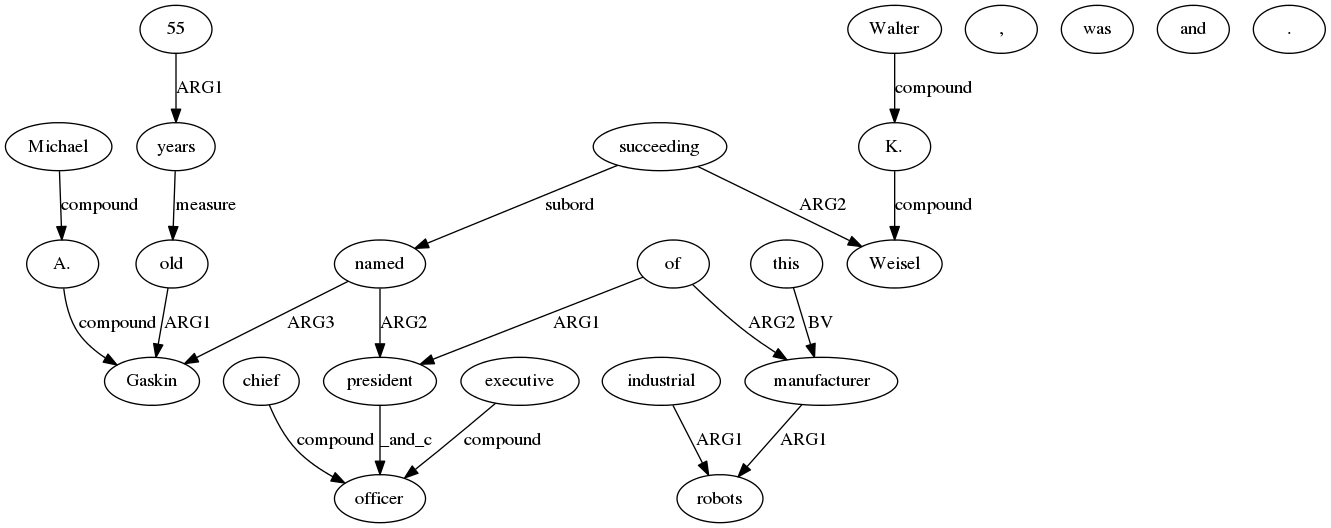 55 Walter , was and .
ARG1 compound
Michael years succeeding K.
compound measure subord ARG2 compound
A. old named of this Weisel
compound ARG1 ARG3 ARG2 ARG1 ARG2 BV
Gaskin chief president executive industrial manufacturer
compound _and_c compound ARG1 ARG1
officer robots